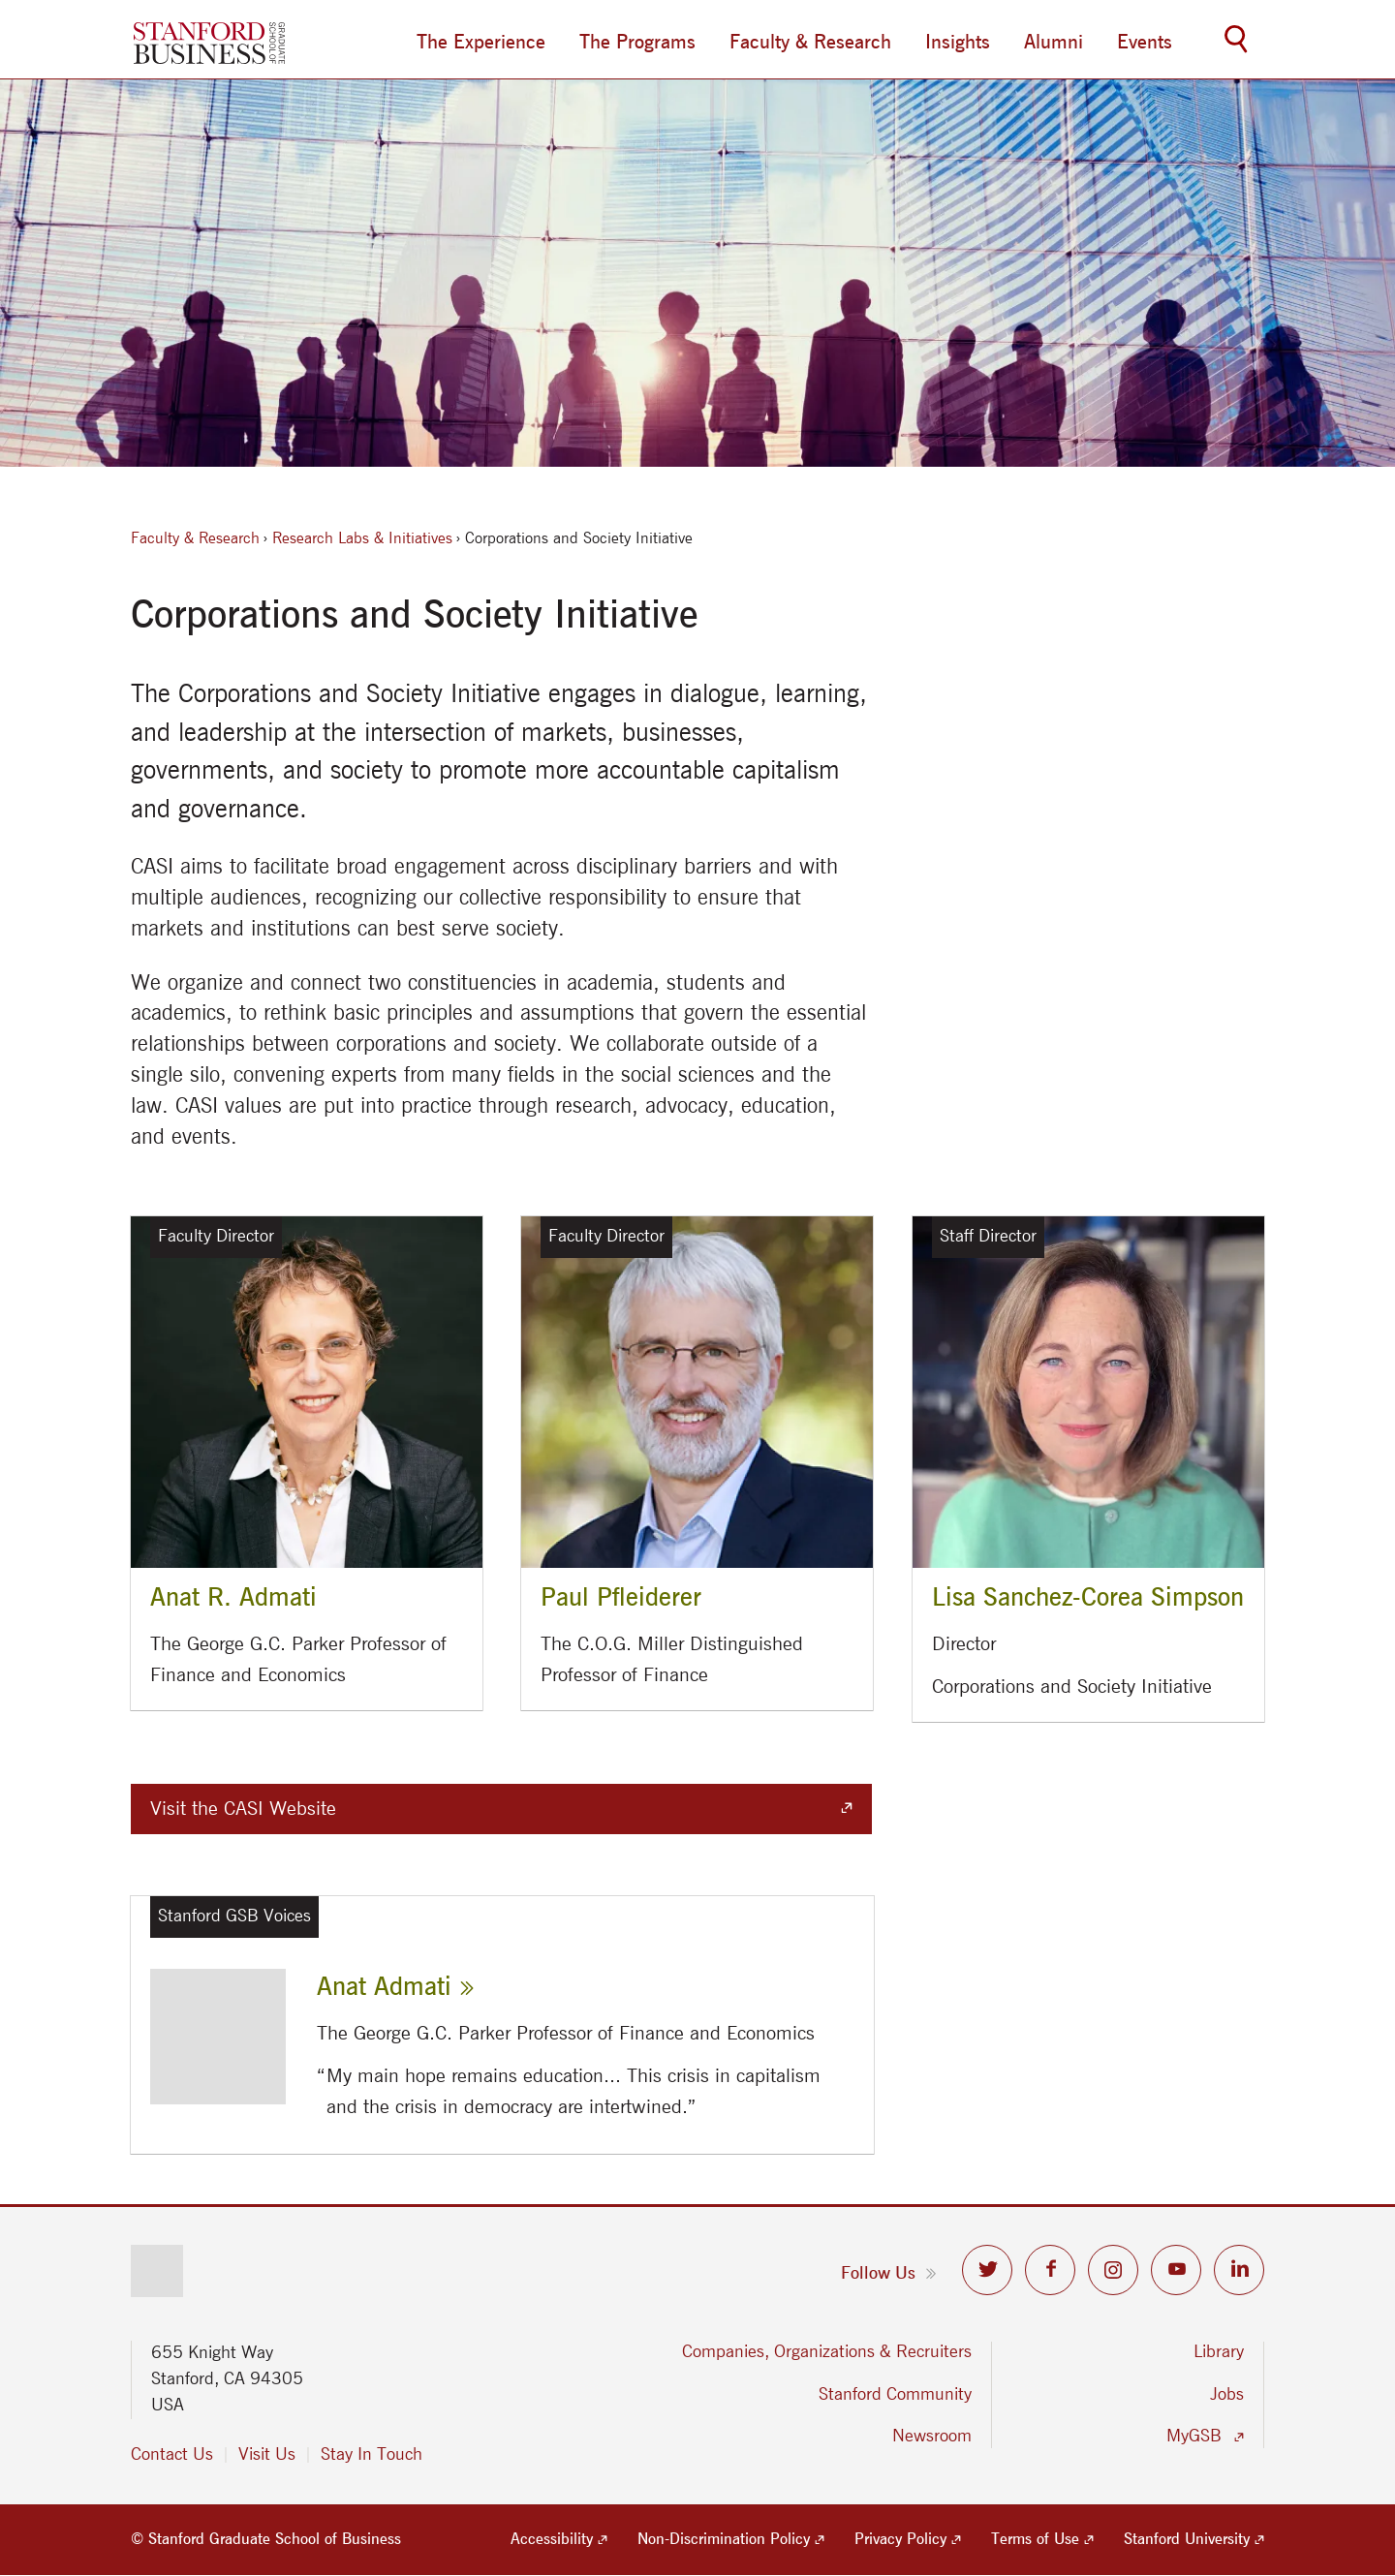 STANFORD
BUSINESS
GRADUATE
SCHOOL OF
The Experience
The Programs
Faculty & Research
Insights
Alumni
Events
Faculty & Research › Research Labs & Initiatives › Corporations and Society Initiative
Corporations and Society Initiative
The Corporations and Society Initiative engages in dialogue, learning,
and leadership at the intersection of markets, businesses,
governments, and society to promote more accountable capitalism
and governance.
CASI aims to facilitate broad engagement across disciplinary barriers and with
multiple audiences, recognizing our collective responsibility to ensure that
markets and institutions can best serve society.
We organize and connect two constituencies in academia, students and
academics, to rethink basic principles and assumptions that govern the essential
relationships between corporations and society. We collaborate outside of a
single silo, convening experts from many fields in the social sciences and the
law. CASI values are put into practice through research, advocacy, education,
and events.
Faculty Director
Anat R. Admati
The George G.C. Parker Professor of
Finance and Economics
Faculty Director
Paul Pfleiderer
The C.O.G. Miller Distinguished
Professor of Finance
Staff Director
Lisa Sanchez-Corea Simpson
Director
Corporations and Society Initiative
Visit the CASI Website
Stanford GSB Voices
Anat Admati »
The George G.C. Parker Professor of Finance and Economics
“My main hope remains education... This crisis in capitalism
and the crisis in democracy are intertwined.”
Follow Us »
655 Knight Way
Stanford, CA 94305
USA
Contact Us | Visit Us | Stay In Touch
Companies, Organizations & Recruiters
Stanford Community
Newsroom
Library
Jobs
MyGSB
© Stanford Graduate School of Business
Accessibility
Non-Discrimination Policy
Privacy Policy
Terms of Use
Stanford University